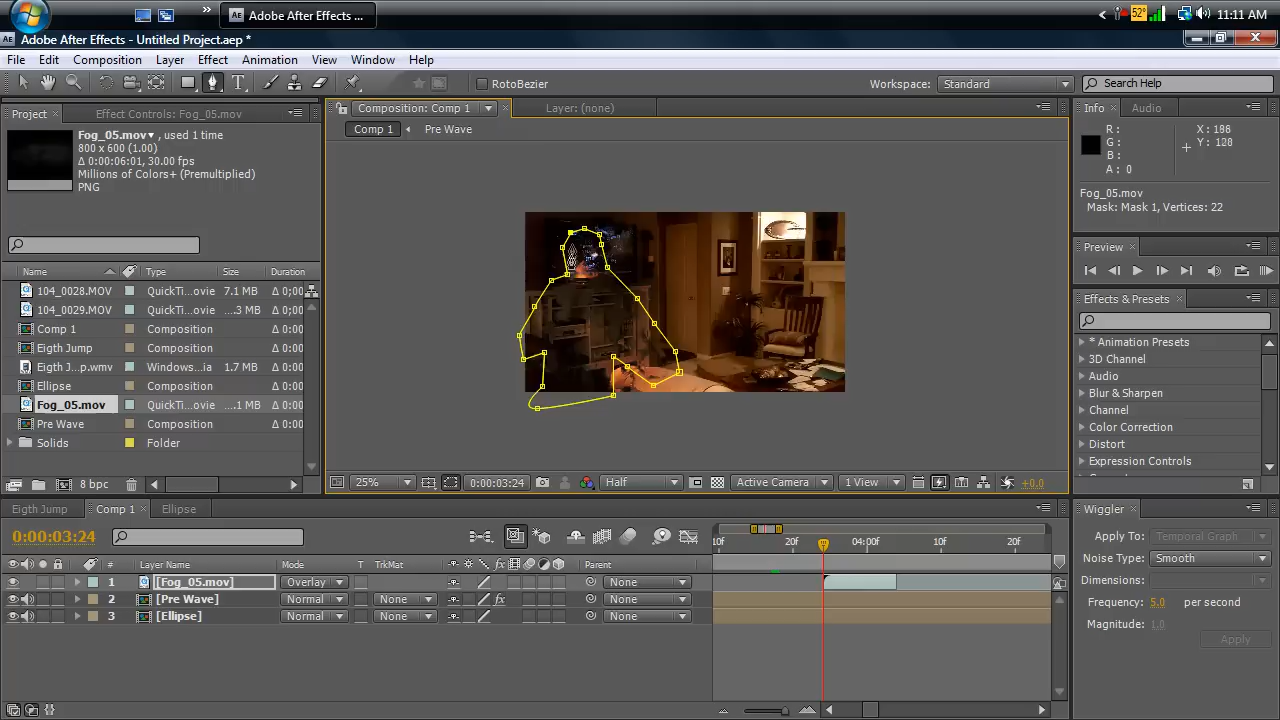 »
AE Adobe After Effects ...
52°
11:11 AM
Adobe After Effects - Untitled Project.aep *
File Edit Composition Layer Effect Animation View Window Help
RotoBezier
Workspace: Standard
Search Help
Project
Effect Controls: Fog_05.mov
Composition: Comp 1
Layer: (none)
Info
Audio
Fog_05.mov▾ , used 1 time
800 x 600 (1.00)
Δ 0:00:06:01, 30.00 fps
Millions of Colors+ (Premultiplied)
PNG
Comp 1
Pre Wave
R :
G :
B :
A : 0
X : 186
Y : 128
Fog_05.mov
Mask: Mask 1, Vertices: 22
Preview
Effects & Presets
Name
Type
Size
Duration
104_0028.MOV QuickTi...ovie 7.1 MB Δ 0;00
104_0029.MOV QuickTi...ovie ....3 MB Δ 0;00
Comp 1 Composition Δ 0:00
Eigth Jump Composition Δ 0:00
Eigth J...p.wmv Windows...ia 1.7 MB Δ 0:00
Ellipse Composition Δ 0:00
Fog_05.mov QuickTi...ovie ....1 MB Δ 0:00
Pre Wave Composition Δ 0:00
Solids Folder
8 bpc
* Animation Presets
3D Channel
Audio
Blur & Sharpen
Channel
Color Correction
Distort
Expression Controls
25%
0:00:03:24
Half
Active Camera
1 View
+0.0
Eigth Jump
Comp 1
Ellipse
0:00:03:24
# Layer Name Mode T TrkMat Parent
1 [Fog_05.mov] Overlay None
2 [Pre Wave] Normal None fx None
3 [Ellipse] Normal None None
10f 20f 04:00f 10f 20f
Wiggler
Apply To: Temporal Graph
Noise Type: Smooth
Dimensions:
Frequency: 5.0 per second
Magnitude: 1.0
Apply